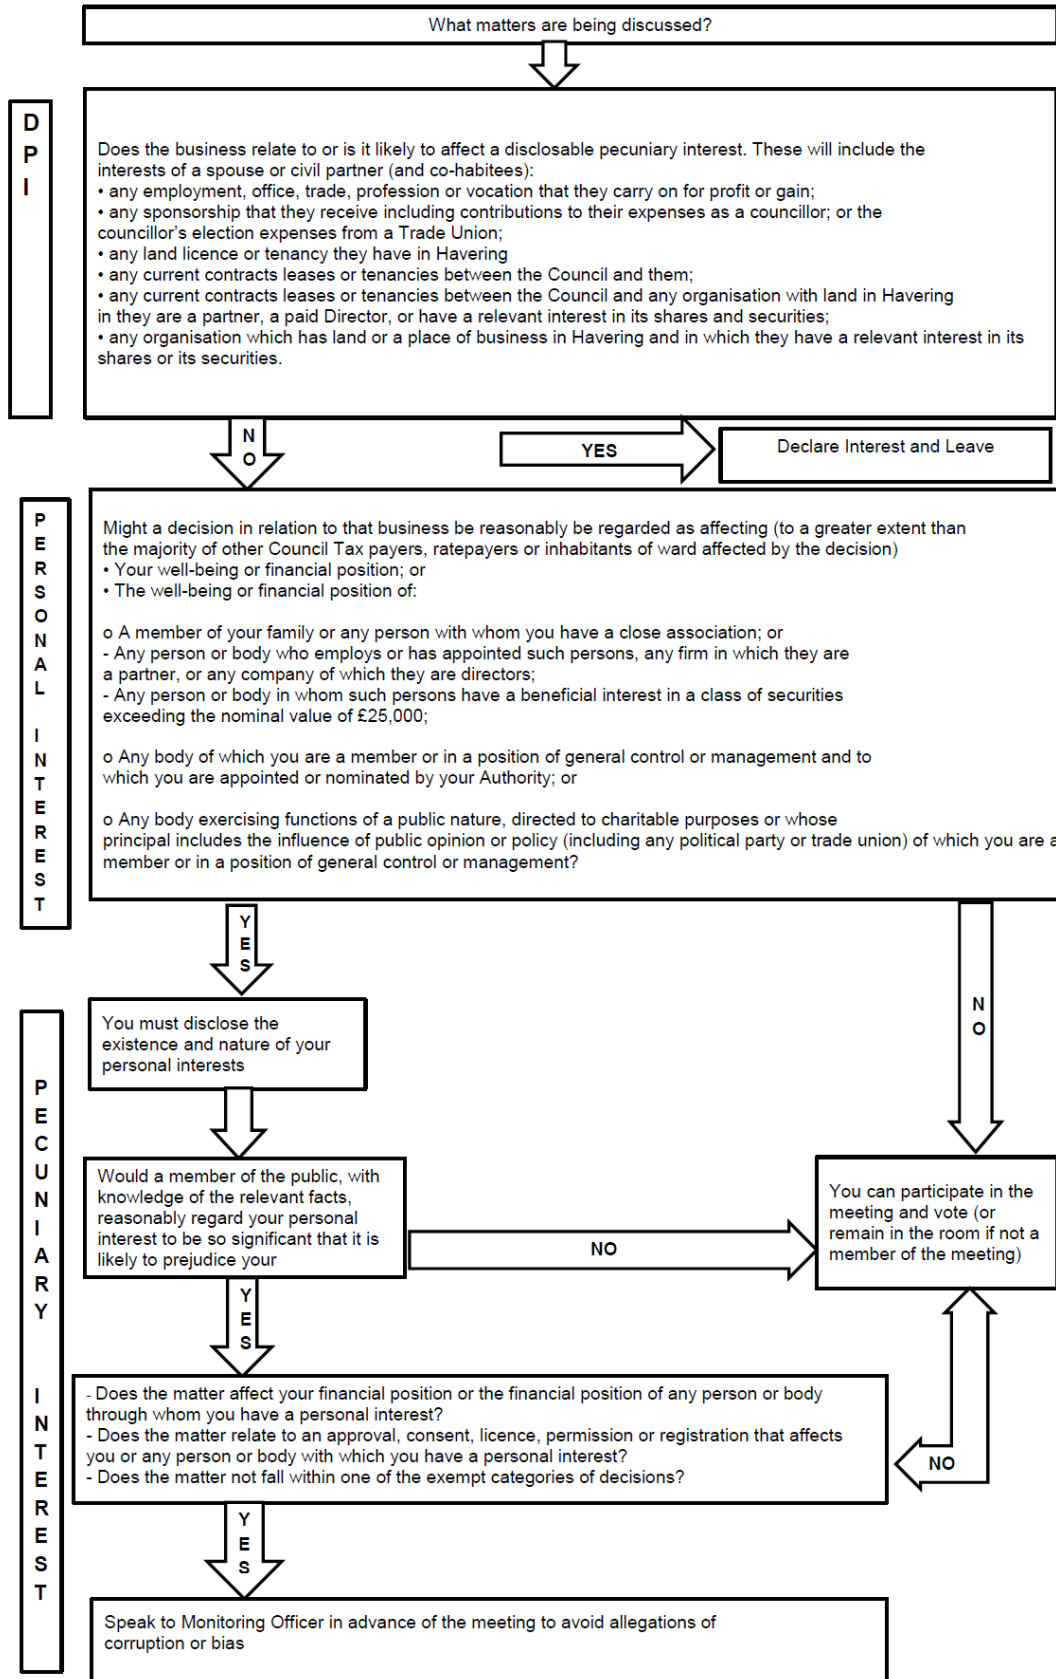 What matters are being discussed?
D
P
I
Does the business relate to or is it likely to affect a disclosable pecuniary interest. These will include the
interests of a spouse or civil partner (and co-habitees):
• any employment, office, trade, profession or vocation that they carry on for profit or gain;
• any sponsorship that they receive including contributions to their expenses as a councillor; or the
councillor's election expenses from a Trade Union;
• any land licence or tenancy they have in Havering
• any current contracts leases or tenancies between the Council and them;
• any current contracts leases or tenancies between the Council and any organisation with land in Havering
in they are a partner, a paid Director, or have a relevant interest in its shares and securities;
• any organisation which has land or a place of business in Havering and in which they have a relevant interest in its
shares or its securities.
N
O
YES
Declare Interest and Leave
P
E
R
S
O
N
A
L
I
N
T
E
R
E
S
T
Might a decision in relation to that business be reasonably be regarded as affecting (to a greater extent than
the majority of other Council Tax payers, ratepayers or inhabitants of ward affected by the decision)
• Your well-being or financial position; or
• The well-being or financial position of:
o A member of your family or any person with whom you have a close association; or
- Any person or body who employs or has appointed such persons, any firm in which they are
a partner, or any company of which they are directors;
- Any person or body in whom such persons have a beneficial interest in a class of securities
exceeding the nominal value of £25,000;
o Any body of which you are a member or in a position of general control or management and to
which you are appointed or nominated by your Authority; or
o Any body exercising functions of a public nature, directed to charitable purposes or whose
principal includes the influence of public opinion or policy (including any political party or trade union) of which you are a
member or in a position of general control or management?
Y
E
S
N
O
You must disclose the
existence and nature of your
personal interests
P
E
C
U
N
I
A
R
Y
I
N
T
E
R
E
S
T
Would a member of the public, with
knowledge of the relevant facts,
reasonably regard your personal
interest to be so significant that it is
likely to prejudice your
NO
You can participate in the
meeting and vote (or
remain in the room if not a
member of the meeting)
Y
E
S
- Does the matter affect your financial position or the financial position of any person or body
through whom you have a personal interest?
- Does the matter relate to an approval, consent, licence, permission or registration that affects
you or any person or body with which you have a personal interest?
- Does the matter not fall within one of the exempt categories of decisions?
NO
Y
E
S
Speak to Monitoring Officer in advance of the meeting to avoid allegations of
corruption or bias